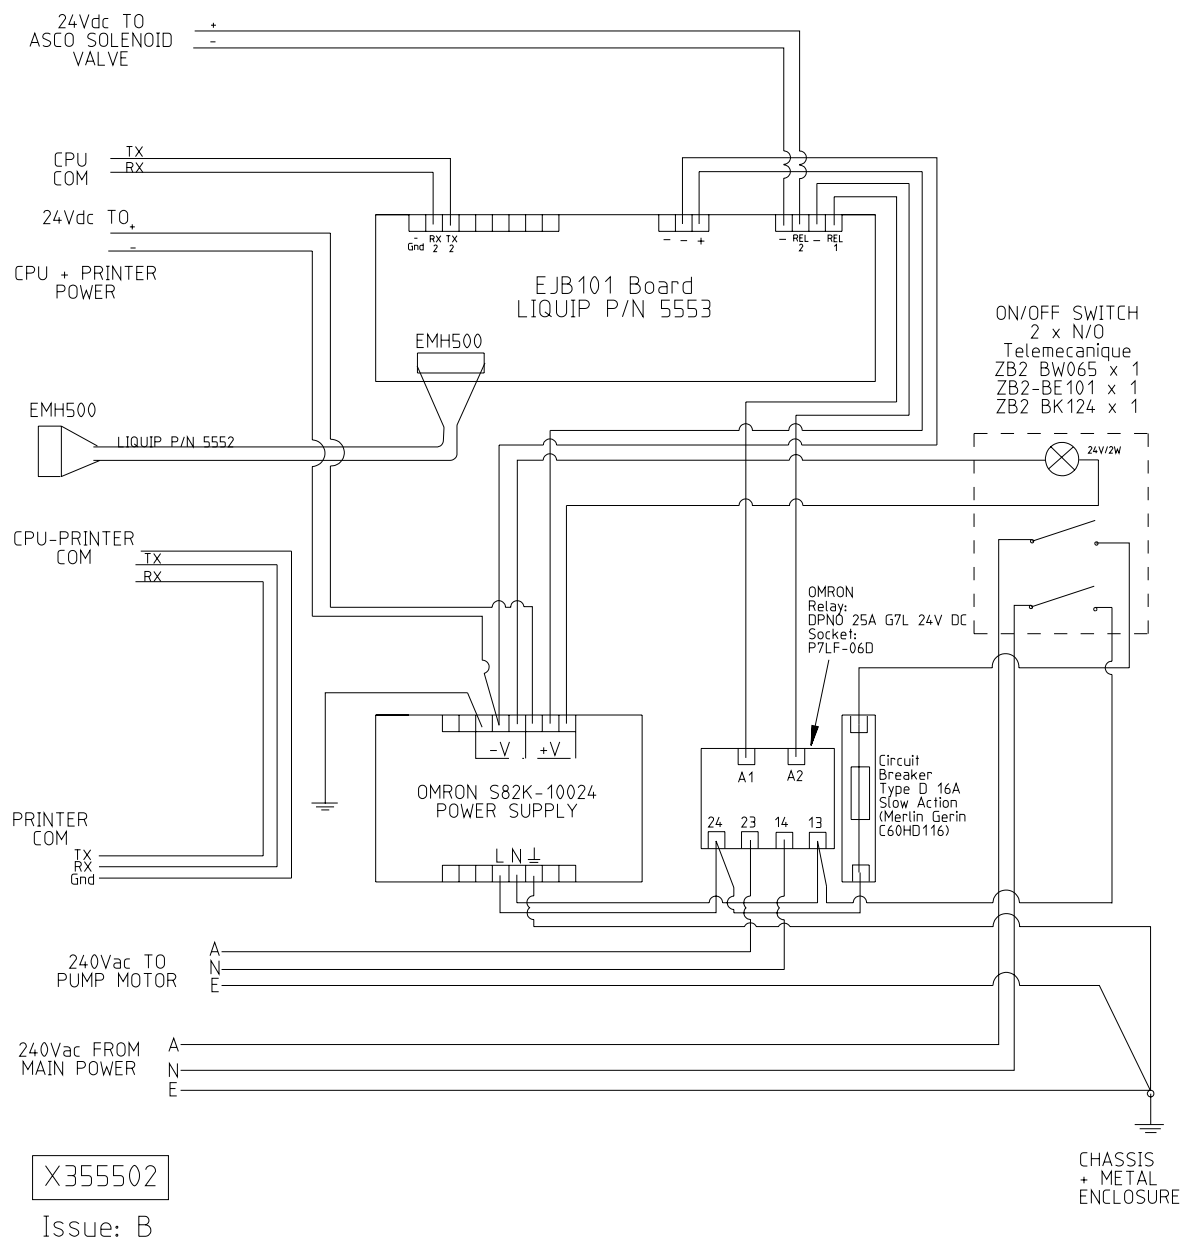 24Vdc TO
ASCO SOLENOID
VALVE
+
-
CPU
COM
TX
RX
24Vdc TO
+
-
CPU + PRINTER
POWER
-
Gnd
RX
2
TX
2
- - +
-
REL
2
-
REL
1
EJB101 Board
LIQUIP P/N 5553
EMH500
EMH500
LIQUIP P/N 5552
ON/OFF SWITCH
2 x N/O
Telemecanique
ZB2 BW065 x 1
ZB2-BE101 x 1
ZB2 BK124 x 1
24V/2W
CPU-PRINTER
COM
TX
RX
OMRON
Relay:
DPNO 25A G7L 24V DC
Socket:
P7LF-06D
-V +V
OMRON S82K-10024
POWER SUPPLY
L N
A1 A2
24 23 14 13
Circuit
Breaker
Type D 16A
Slow Action
(Merlin Gerin
C60HD116)
PRINTER
COM
TX
RX
Gnd
240Vac TO
PUMP MOTOR
A
N
E
240Vac FROM
MAIN POWER
A
N
E
CHASSIS
+ METAL
ENCLOSURE
X355502
Issue: B